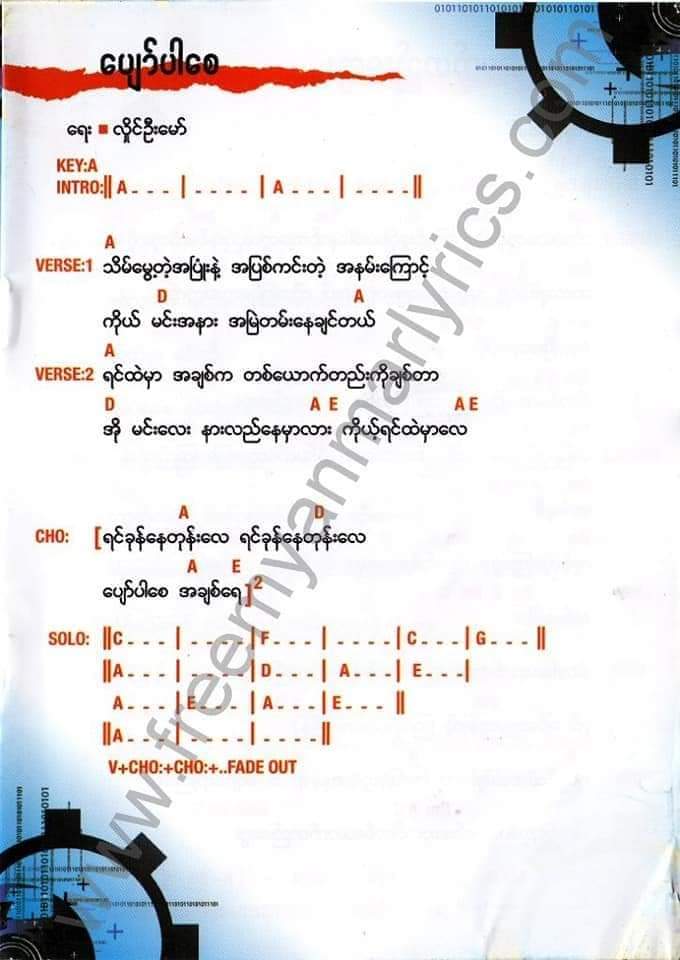 0101101011010110101101011
01011010110101101011010110101101011
010110101101
01011010110101101011
ပျော်ပါစေ
ရေး ■ လှိုင်ဦးမော်
KEY:A
INTRO:‖ A - - - | - - - - | A - - - | - - - - ‖
A
VERSE:1 သိမ်မွေ့တဲ့အပြုံးနဲ့ အပြစ်ကင်းတဲ့ အနမ်းကြောင့်
D A
ကိုယ် မင်းအနား အမြဲတမ်းနေချင်တယ်
A
VERSE:2 ရင်ထဲမှာ အချစ်က တစ်ယောက်တည်းကိုချစ်တာ
D A E A E
အို မင်းလေး နားလည်နေမှာလား ကိုယ့်ရင်ထဲမှာလေ
A D
CHO: [ရင်ခုန်နေတုန်းလေ ရင်ခုန်နေတုန်းလေ
A E
ပျော်ပါစေ အချစ်ရေ]2
SOLO: ‖C - - - | - - - - | F - - - | - - - - | C - - - | G - - - ‖
‖A - - - | - - - - | D - - - | A - - - | E - - - |
A - - - | E - - - | A - - - | E - - - ‖
‖A - - - | - - - - | - - - - ‖
V+CHO:+CHO:+..FADE OUT
www.freemyanmarlyrics.com